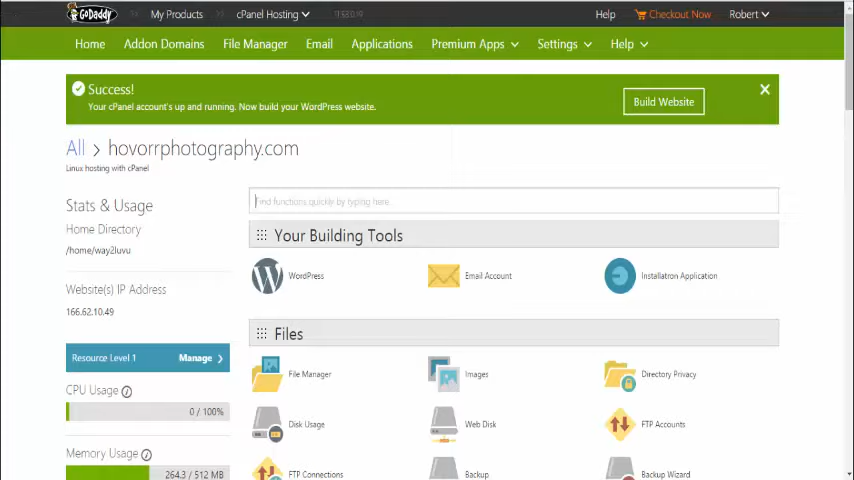 GoDaddy My Products cPanel Hosting Help Checkout Now Robert
Home Addon Domains File Manager Email Applications Premium Apps Settings Help
Success!
Your cPanel account's up and running. Now build your WordPress website.
Build Website
All > hovorrphotography.com
Linux hosting with cPanel
Stats & Usage
Home Directory
/home/way2luvu
Website(s) IP Address
166.62.10.49
Resource Level 1 Manage >
CPU Usage
0 / 100%
Memory Usage
264.3 / 512 MB
Find functions quickly by typing here.
Your Building Tools
WordPress Email Account Installatron Application
Files
File Manager Images Directory Privacy
Disk Usage Web Disk FTP Accounts
FTP Connections Backup Backup Wizard